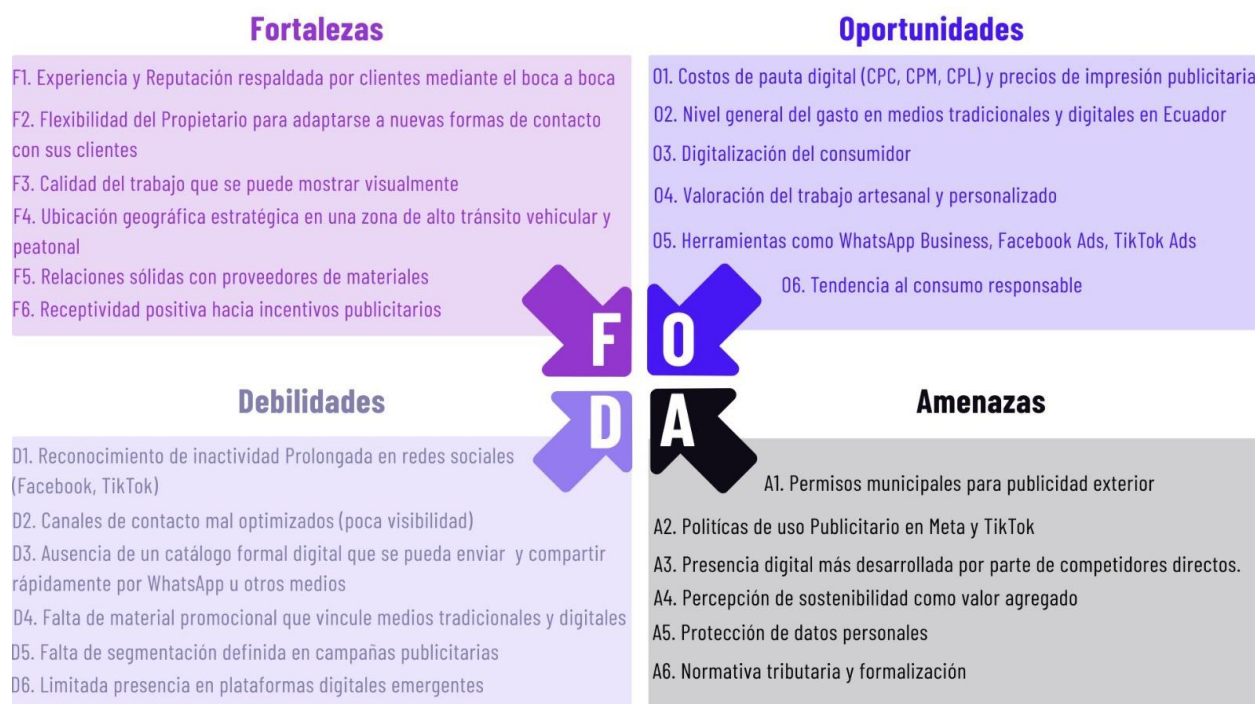 Fortalezas
F1. Experiencia y Reputación respaldada por clientes mediante el boca a boca
F2. Flexibilidad del Propietario para adaptarse a nuevas formas de contacto
con sus clientes
F3. Calidad del trabajo que se puede mostrar visualmente
F4. Ubicación geográfica estratégica en una zona de alto tránsito vehicular y
peatonal
F5. Relaciones sólidas con proveedores de materiales
F6. Receptividad positiva hacia incentivos publicitarios
F
Oportunidades
O1. Costos de pauta digital (CPC, CPM, CPL) y precios de impresión publicitaria
O2. Nivel general del gasto en medios tradicionales y digitales en Ecuador
O3. Digitalización del consumidor
O4. Valoración del trabajo artesanal y personalizado
O5. Herramientas como WhatsApp Business, Facebook Ads, TikTok Ads
O6. Tendencia al consumo responsable
O
Debilidades
D
D1. Reconocimiento de inactividad Prolongada en redes sociales
(Facebook, TikTok)
D2. Canales de contacto mal optimizados (poca visibilidad)
D3. Ausencia de un catálogo formal digital que se pueda enviar y compartir
rápidamente por WhatsApp u otros medios
D4. Falta de material promocional que vincule medios tradicionales y digitales
D5. Falta de segmentación definida en campañas publicitarias
D6. Limitada presencia en plataformas digitales emergentes
Amenazas
A
A1. Permisos municipales para publicidad exterior
A2. Politícas de uso Publicitario en Meta y TikTok
A3. Presencia digital más desarrollada por parte de competidores directos.
A4. Percepción de sostenibilidad como valor agregado
A5. Protección de datos personales
A6. Normativa tributaria y formalización